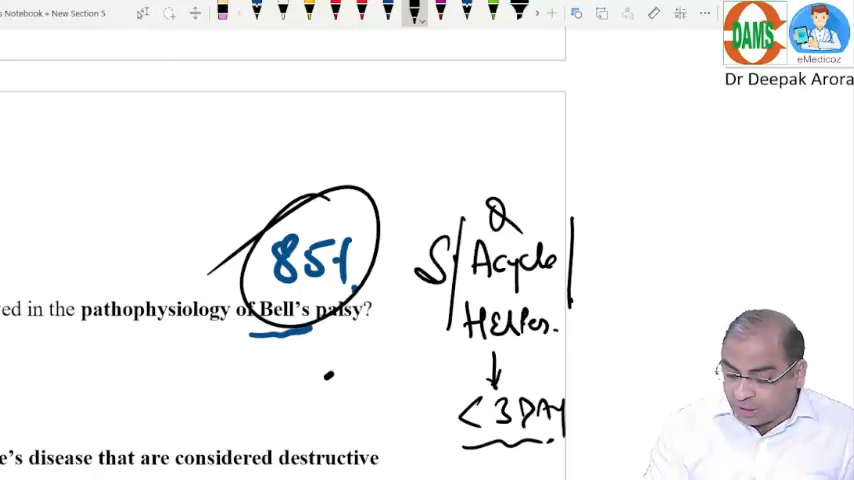 s Notebook » New Section 5
DAMS
eMedicoz
Dr Deepak Arora
85%
Q
S Acyclo
HERPES.
ed in the pathophysiology of Bell's palsy?
< 3 DAY
e's disease that are considered destructive